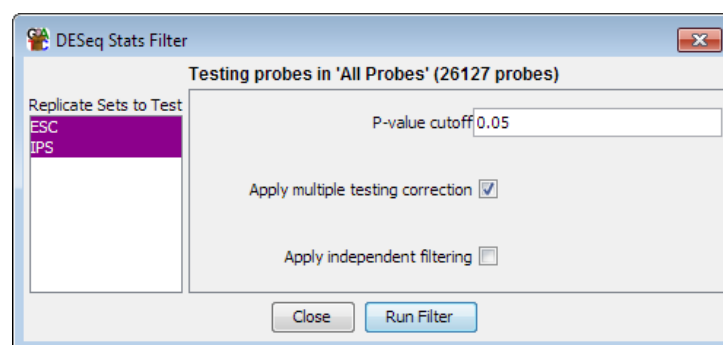 DESeq Stats Filter
Testing probes in 'All Probes' (26127 probes)
Replicate Sets to Test
ESC
IPS
P-value cutoff 0.05
Apply multiple testing correction
Apply independent filtering
Close Run Filter